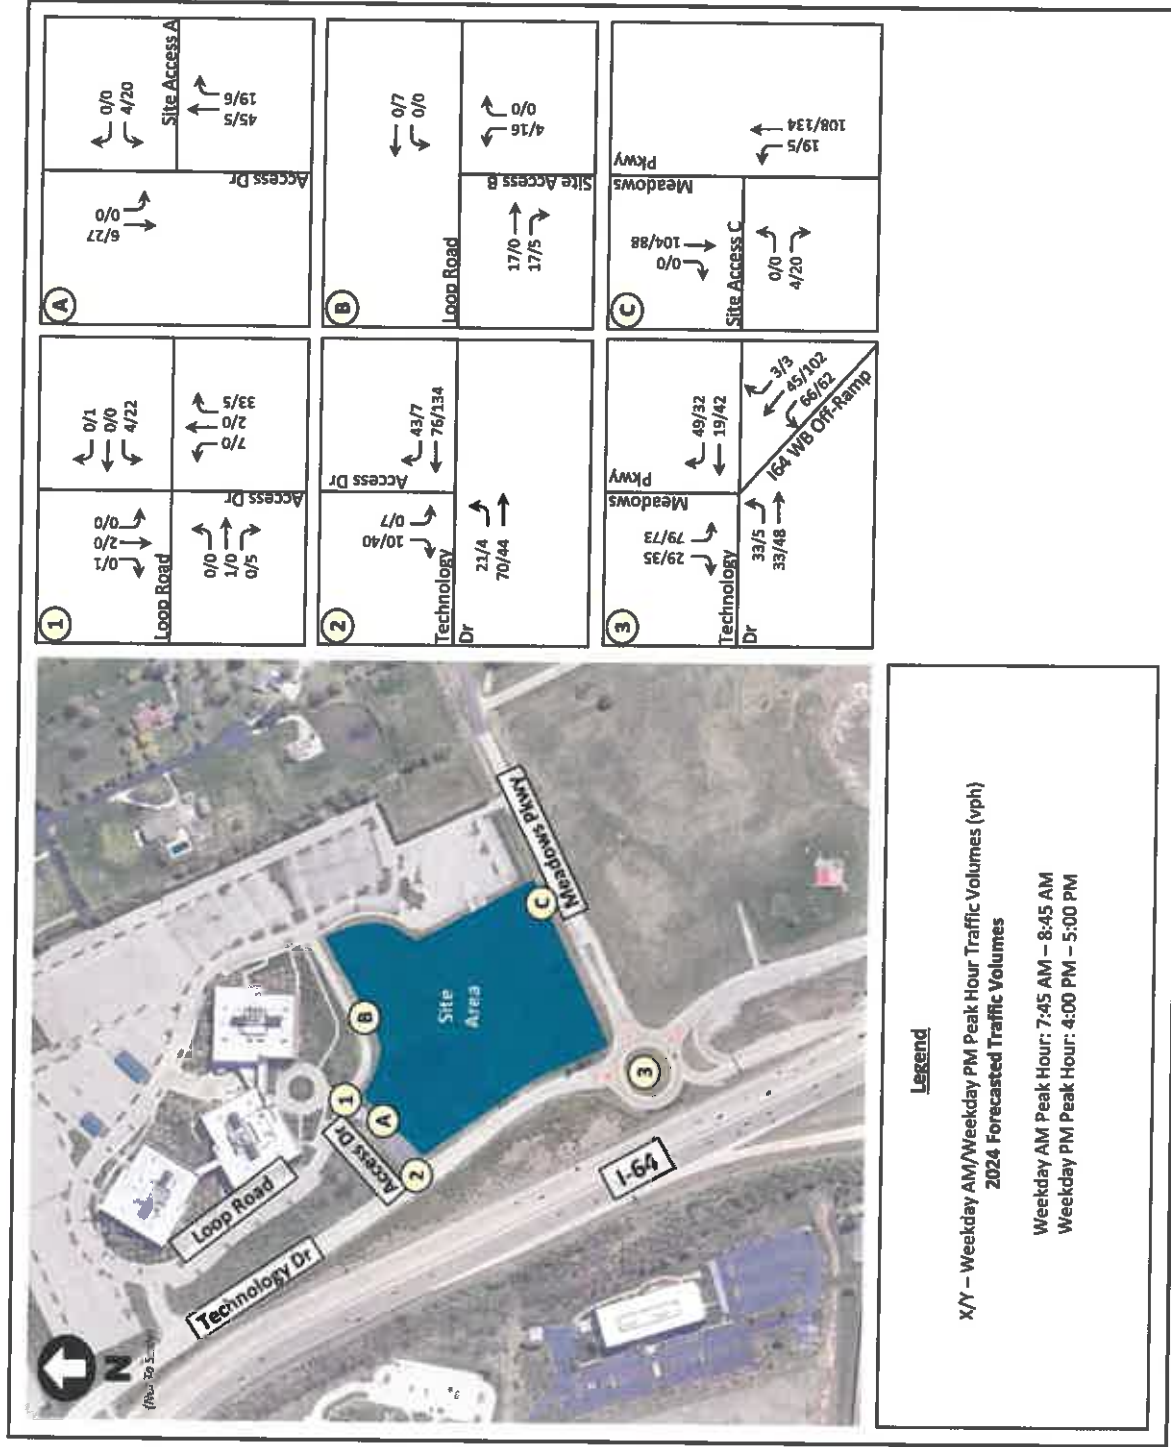 N
Loop Road
Technology Dr
Access Dr
1
A
2
B
Site
Area
C
Meadows Pkwy
3
I-64
1
0/1
2/0
0/0
0/1
0/0
4/22
Loop Road
0/0
1/0
0/5
Access Dr
7/0
2/0
33/5
A
6/27
0/0
0/0
4/20
Site Access A
Access Dr
45/5
19/6
2
10/40
0/7
Access Dr
43/7
76/134
Technology
Dr
21/4
70/44
B
0/7
0/0
Loop Road
17/0
17/5
Site Access B
4/16
0/0
3
29/35
79/73
Meadows
Pkwy
49/32
19/42
Technology
Dr
33/5
33/48
3/3
45/102
66/62
I64 WB Off-Ramp
C
0/0
104/88
Meadows
Pkwy
Site Access C
0/0
4/20
19/5
108/134
Legend
X/Y – Weekday AM/Weekday PM Peak Hour Traffic Volumes (vph)
2024 Forecasted Traffic Volumes
Weekday AM Peak Hour: 7:45 AM – 8:45 AM
Weekday PM Peak Hour: 4:00 PM – 5:00 PM